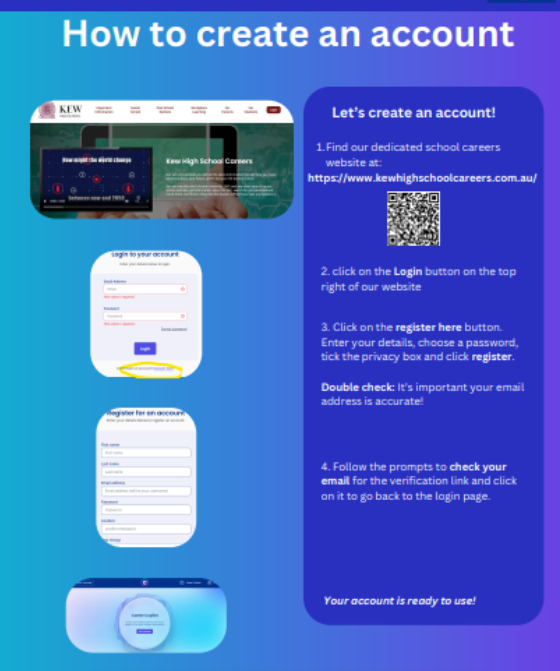 How to create an account
KEW
Kew High School Careers
How might the world change
between now and 2050
Let's create an account!
1. Find our dedicated school careers
website at:
https://www.kewhighschoolcareers.com.au/
Login to your account
Login
2. click on the Login button on the top
right of our website
3. Click on the register here button.
Enter your details, choose a password,
tick the privacy box and click register.
Double check: It's important your email
address is accurate!
Register for an account
First name
Last name
Email address
Password
4. Follow the prompts to check your
email for the verification link and click
on it to go back to the login page.
Your account is ready to use!